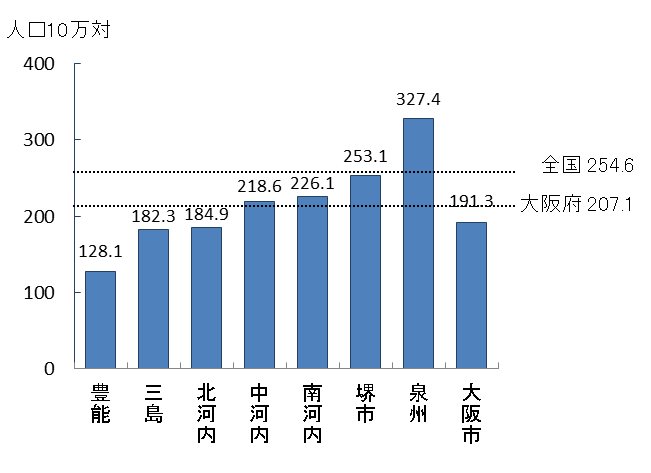 人口10万対
400
300
200
100
0
327.4
253.1
全国 254.6
218.6
226.1
大阪府 207.1
182.3
184.9
191.3
128.1
豊能
三島
北河内
中河内
南河内
堺市
泉州
大阪市